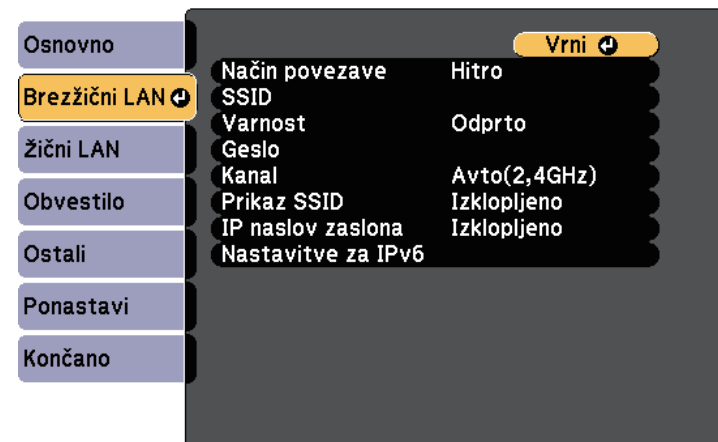 Osnovno
Brezžični LAN
Žični LAN
Obvestilo
Ostali
Ponastavi
Končano
Vrni
Način povezave Hitro
SSID
Varnost Odprto
Geslo
Kanal Avto(2,4GHz)
Prikaz SSID Izklopljeno
IP naslov zaslona Izklopljeno
Nastavitve za IPv6